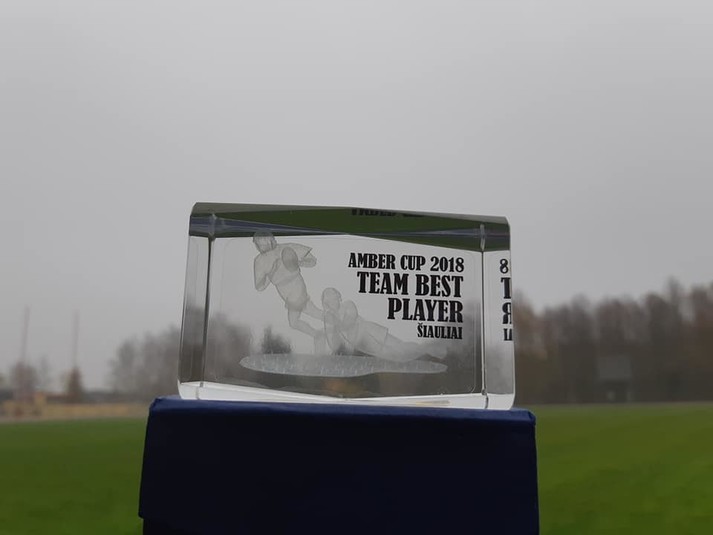 AMBER CUP 2018
TEAM BEST
PLAYER
ŠIAULIAI